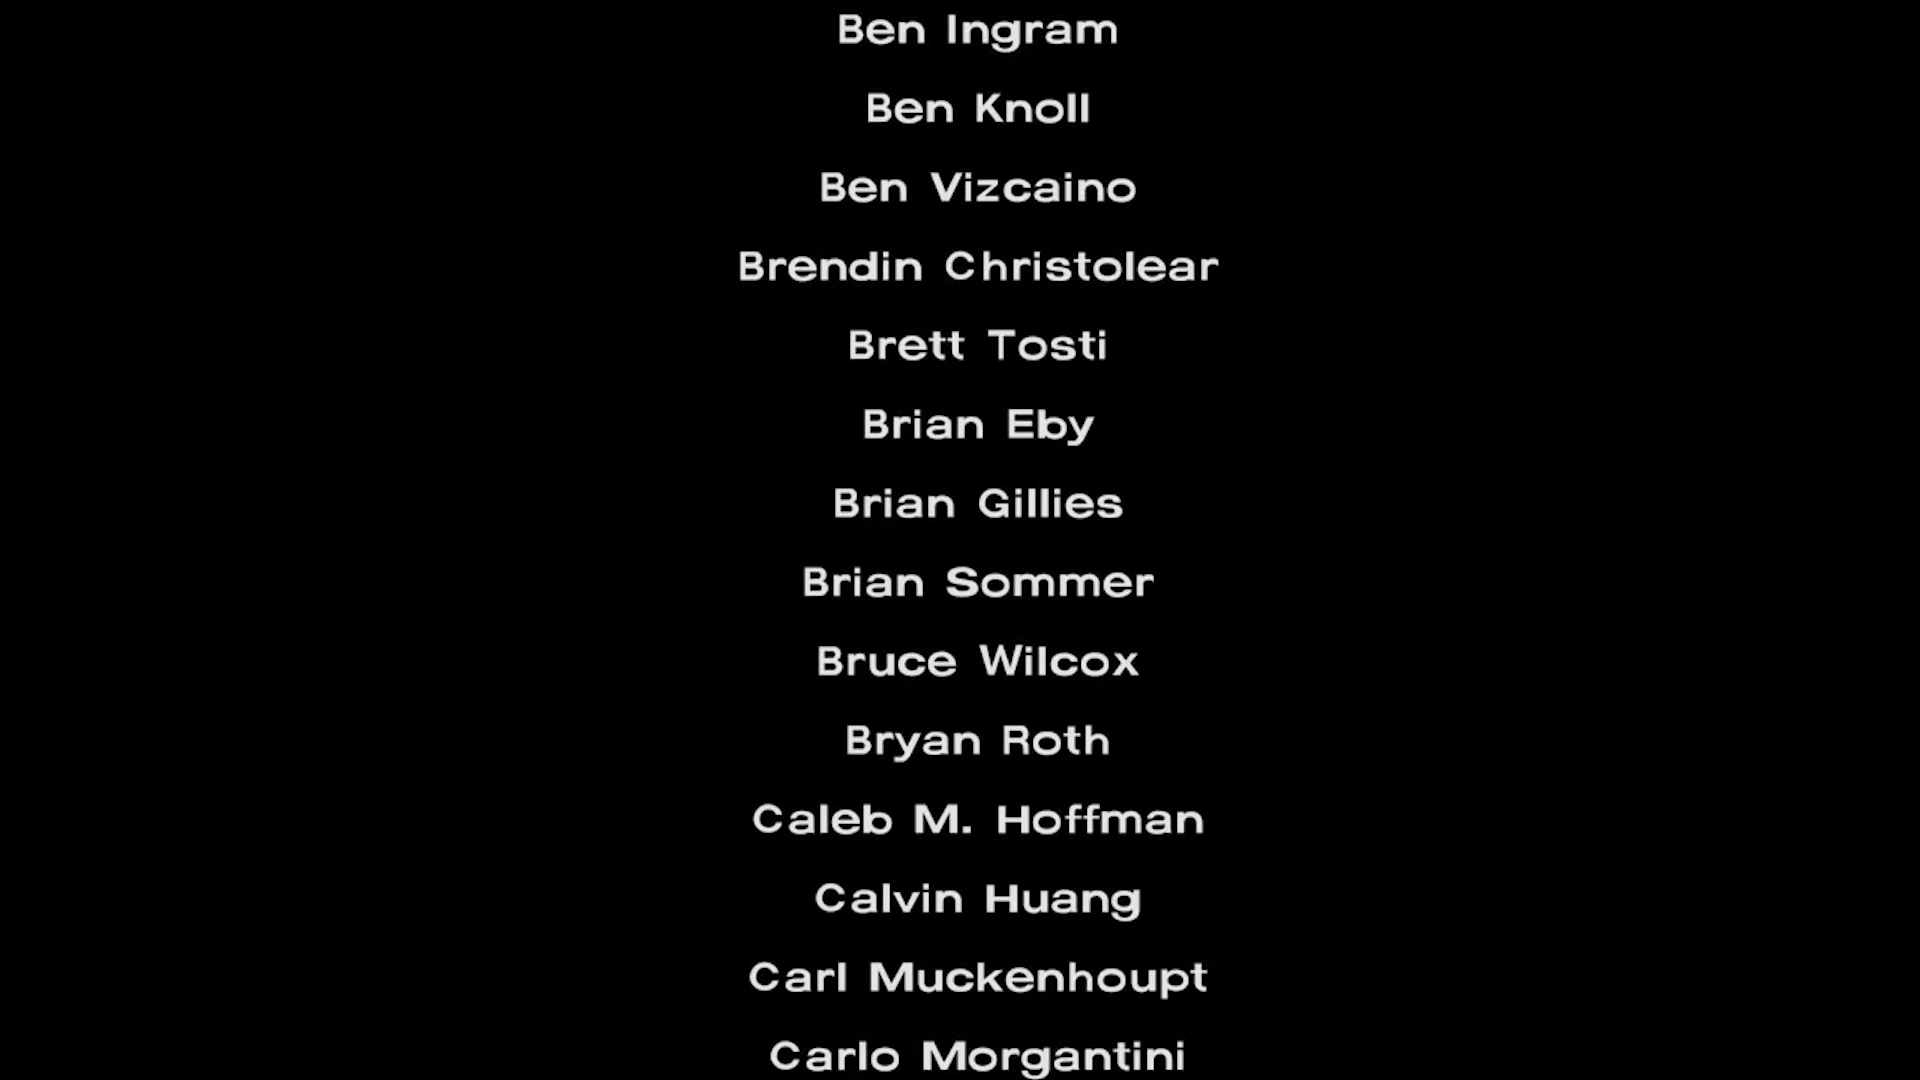 Ben Ingram
Ben Knoll
Ben Vizcaino
Brendin Christolear
Brett Tosti
Brian Eby
Brian Gillies
Brian Sommer
Bruce Wilcox
Bryan Roth
Caleb M. Hoffman
Calvin Huang
Carl Muckenhoupt
Carlo Morgantini